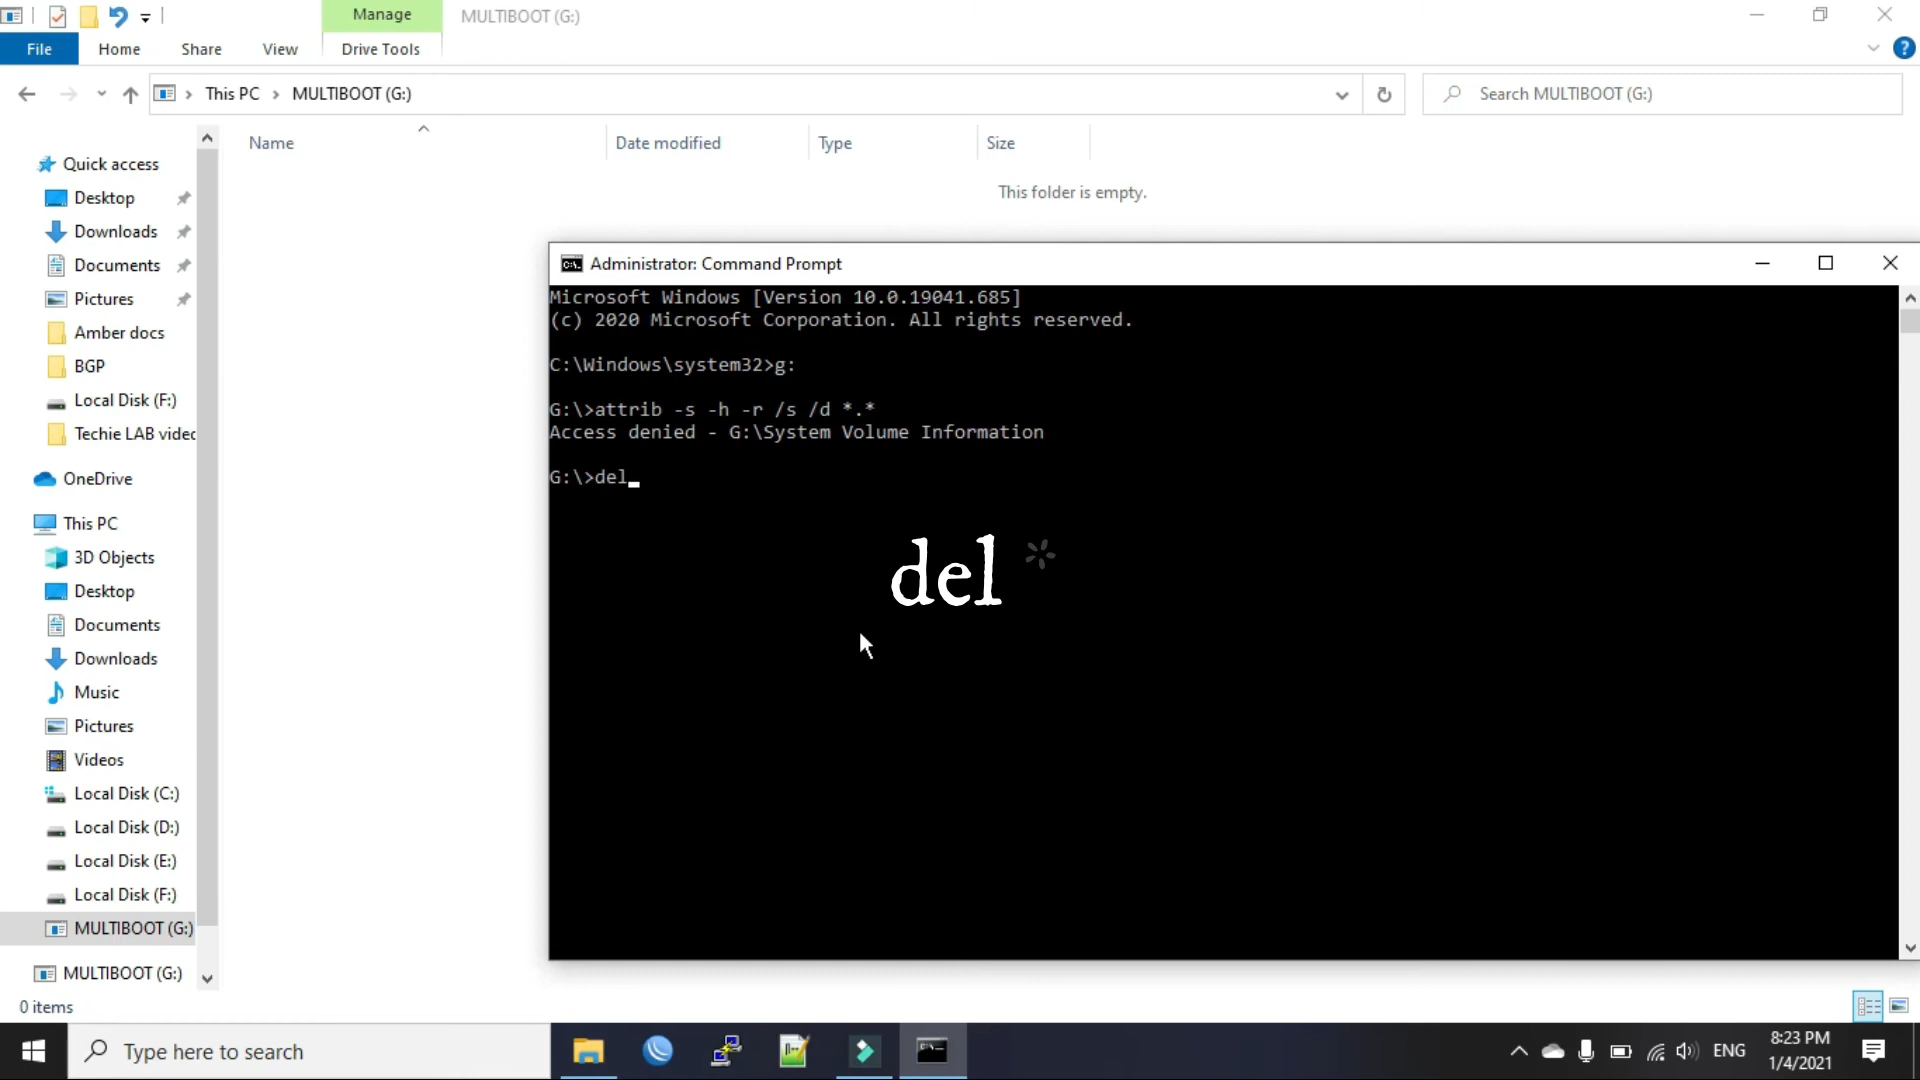 Manage
MULTIBOOT (G:)
File
Home
Share
View
Drive Tools
?
This PC
MULTIBOOT (G:)
Search MULTIBOOT (G:)
Name
Date modified
Type
Size
This folder is empty.
Quick access
Desktop
Downloads
Documents
Pictures
Amber docs
BGP
Local Disk (F:)
Techie LAB videc
OneDrive
This PC
3D Objects
Desktop
Documents
Downloads
Music
Pictures
Videos
Local Disk (C:)
Local Disk (D:)
Local Disk (E:)
Local Disk (F:)
MULTIBOOT (G:)
MULTIBOOT (G:)
0 items
Administrator: Command Prompt
Microsoft Windows [Version 10.0.19041.685]
(c) 2020 Microsoft Corporation. All rights reserved.
C:\Windows\system32>g:
G:\>attrib -s -h -r /s /d *.*
Access denied - G:\System Volume Information
G:\>del_
del *
Type here to search
ENG
8:23 PM
1/4/2021